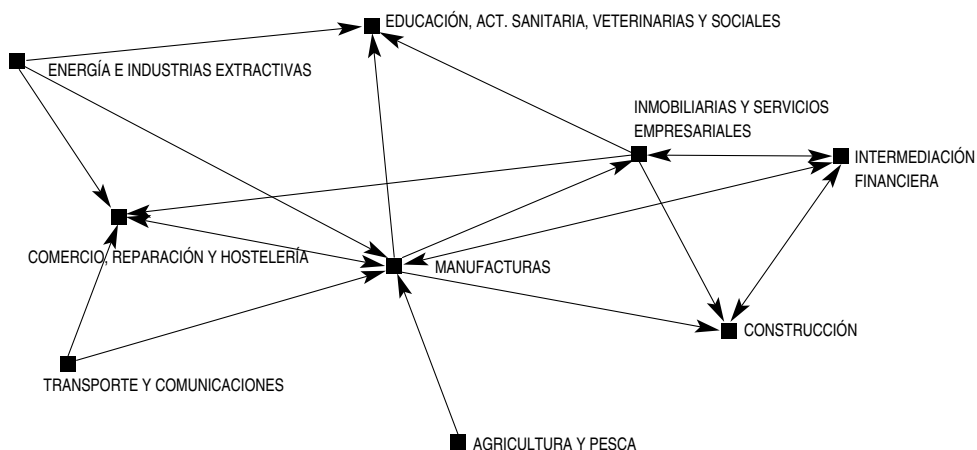 EDUCACIÓN, ACT. SANITARIA, VETERINARIAS Y SOCIALES
ENERGÍA E INDUSTRIAS EXTRACTIVAS
INMOBILIARIAS Y SERVICIOS
EMPRESARIALES
INTERMEDIACIÓN
FINANCIERA
COMERCIO, REPARACIÓN Y HOSTELERÍA
MANUFACTURAS
CONSTRUCCIÓN
TRANSPORTE Y COMUNICACIONES
AGRICULTURA Y PESCA